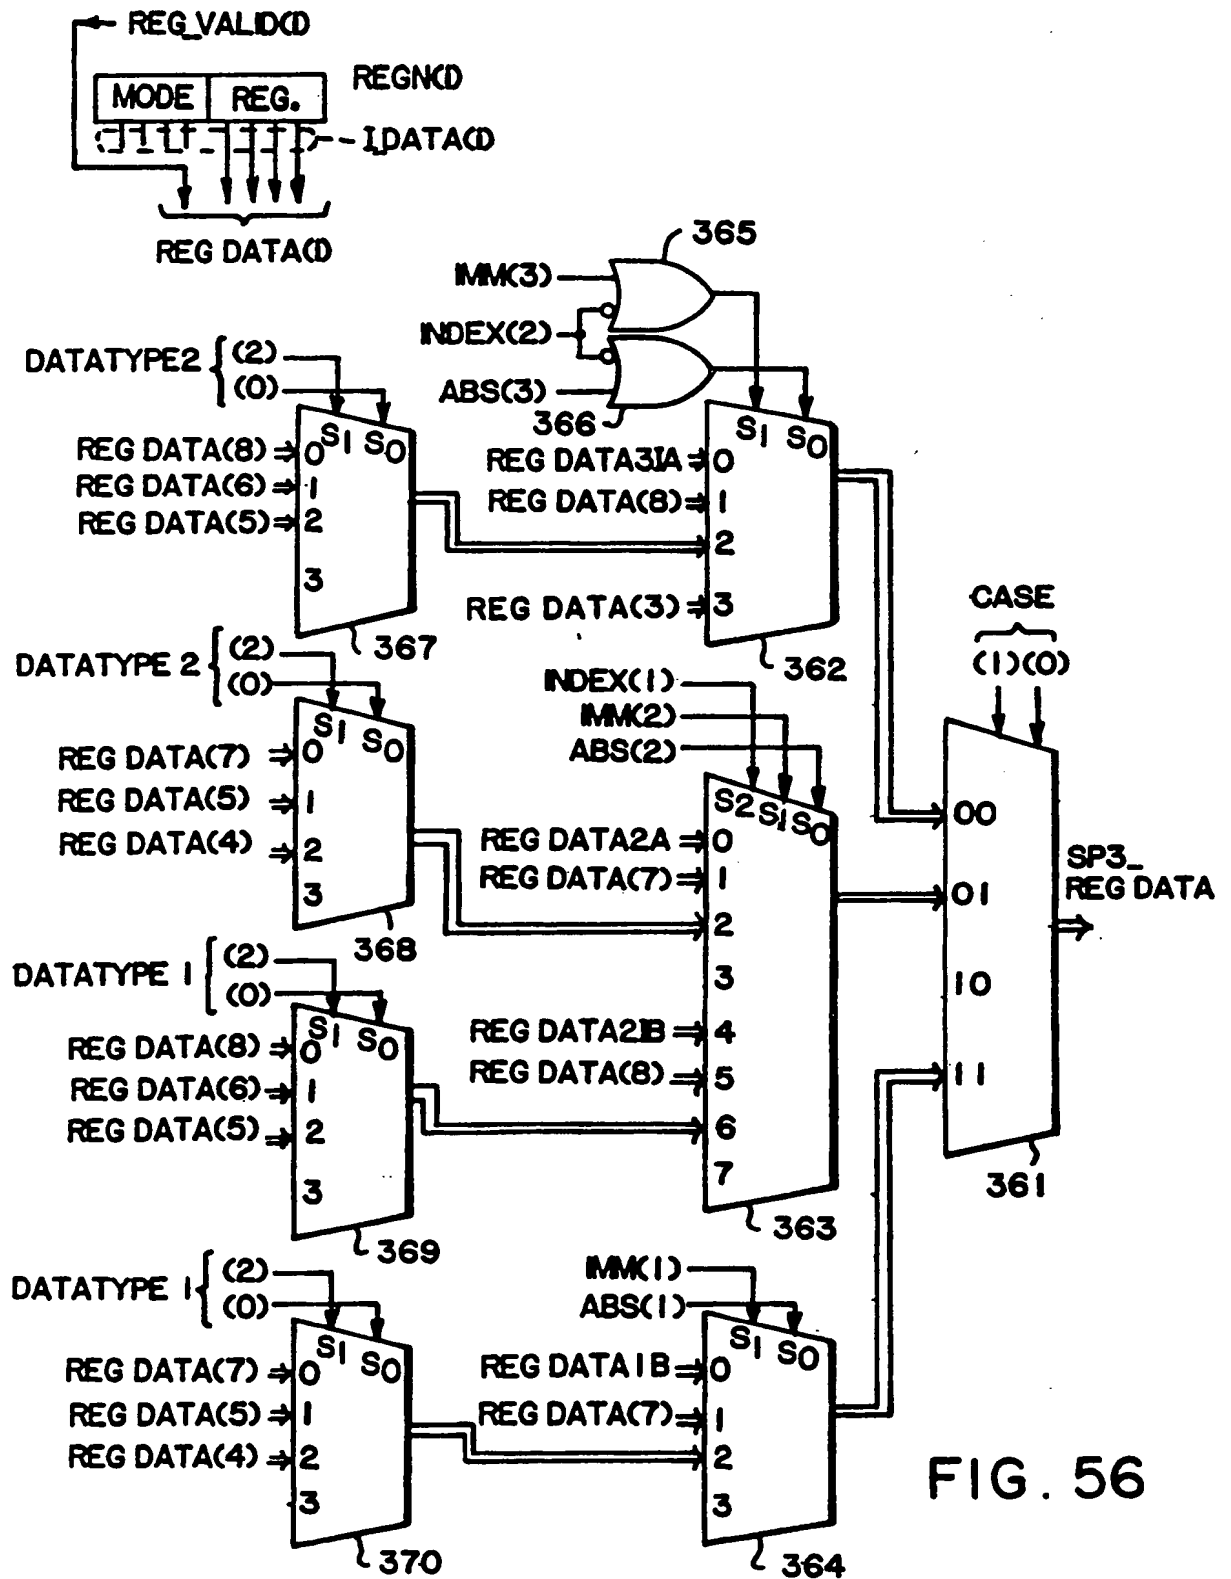 REG_VALID(I)
REGN(I)
MODE REG.
I_DATA(I)
REG DATA(I)
365
IMM(3)
INDEX(2)
ABS(3)
366
DATATYPE2 (2)
(0)
S1 S0
REG DATA(8) 0
REG DATA(6) 1
REG DATA(5) 2
3
367
S1 S0
REG DATA3IA 0
REG DATA(8) 1
2
REG DATA(3) 3
362
CASE
(1)(0)
DATATYPE 2 (2)
(0)
S1 S0
REG DATA(7) 0
REG DATA(5) 1
REG DATA(4) 2
3
368
INDEX(1)
IMM(2)
ABS(2)
S2 S1 S0
REG DATA2A 0
REG DATA(7) 1
2
3
REG DATA2IB 4
REG DATA(8) 5
6
7
363
00
01
10
11
361
SP3_
REG DATA
DATATYPE 1 (2)
(0)
S1 S0
REG DATA(8) 0
REG DATA(6) 1
REG DATA(5) 2
3
369
DATATYPE 1 (2)
(0)
S1 S0
REG DATA(7) 0
REG DATA(5) 1
REG DATA(4) 2
3
370
IMM(1)
ABS(1)
S1 S0
REG DATA1B 0
REG DATA(7) 1
2
3
364
FIG. 56